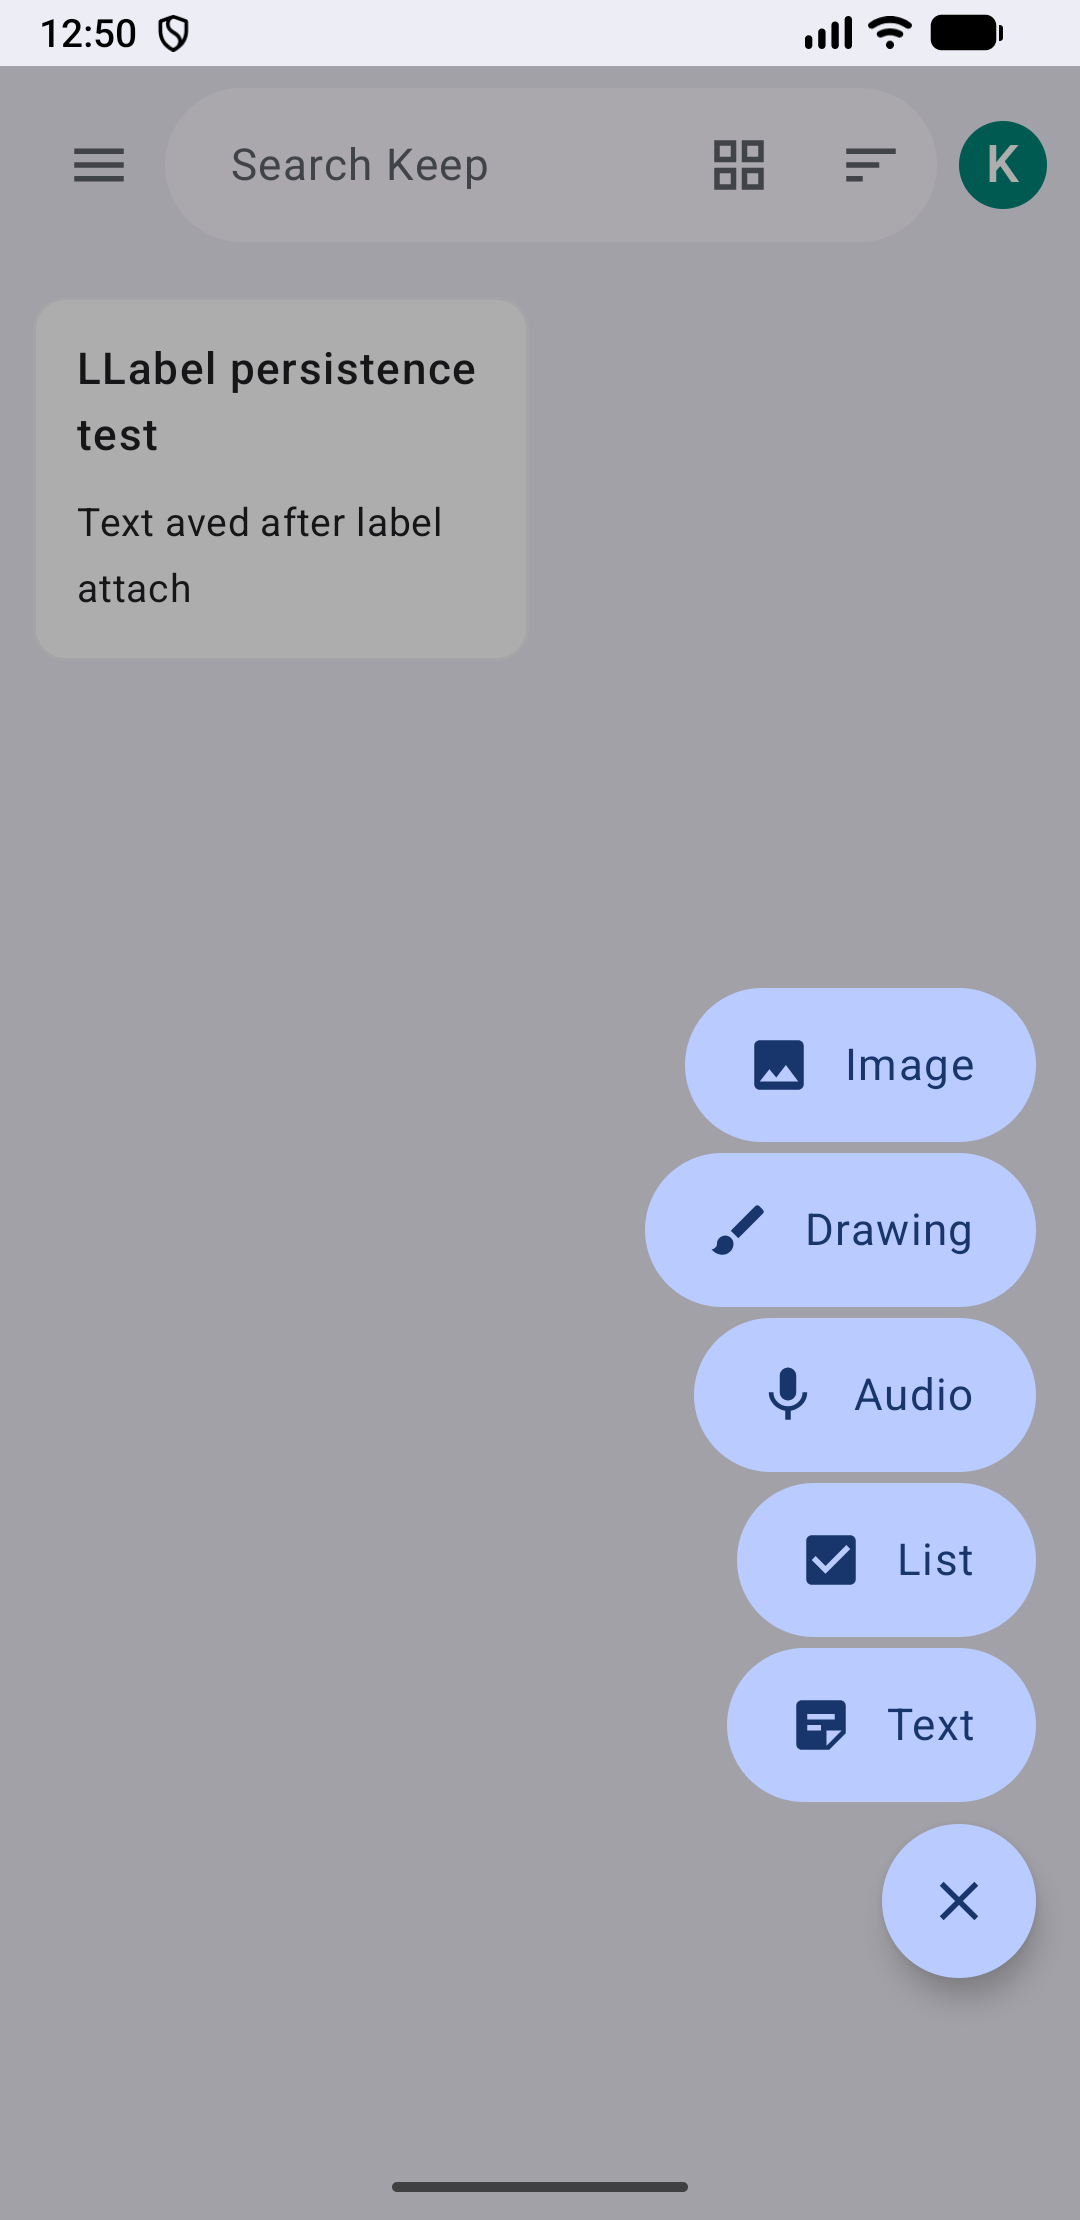 12:50
Search Keep
K
LLabel persistence
test
Text aved after label
attach
Image
Drawing
Audio
List
Text